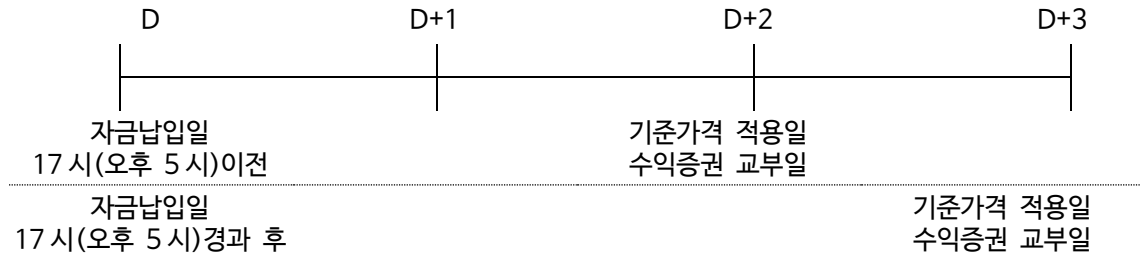 D D+1 D+2 D+3
자금납입일 기준가격 적용일
17시(오후 5시)이전 수익증권 교부일
자금납입일 기준가격 적용일
17시(오후 5시)경과 후 수익증권 교부일